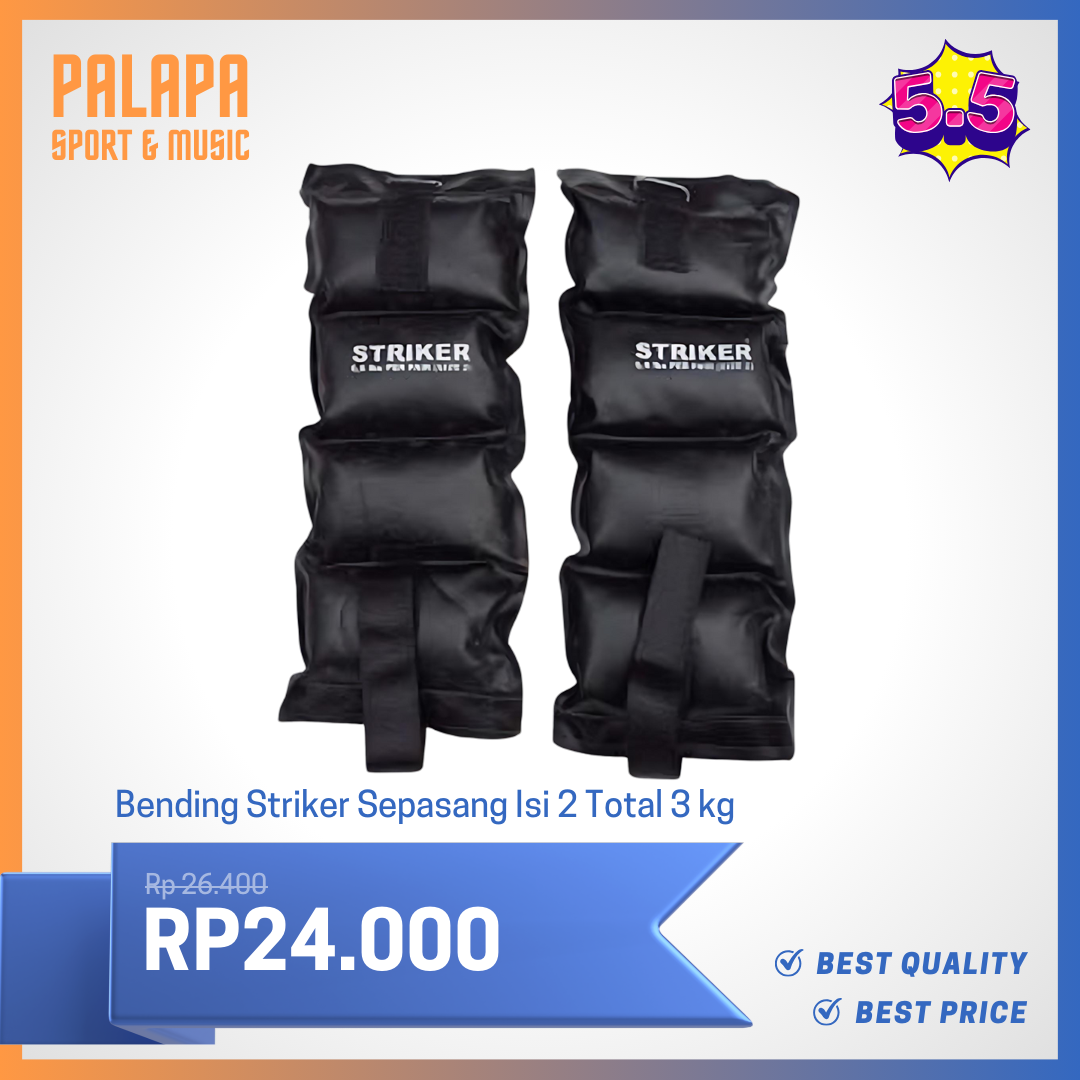 PALAPA
SPORT & MUSIC
5.5
STRIKER
STRIKER
Bending Striker Sepasang Isi 2 Total 3 kg
Rp 26.400
RP24.000
BEST QUALITY
BEST PRICE